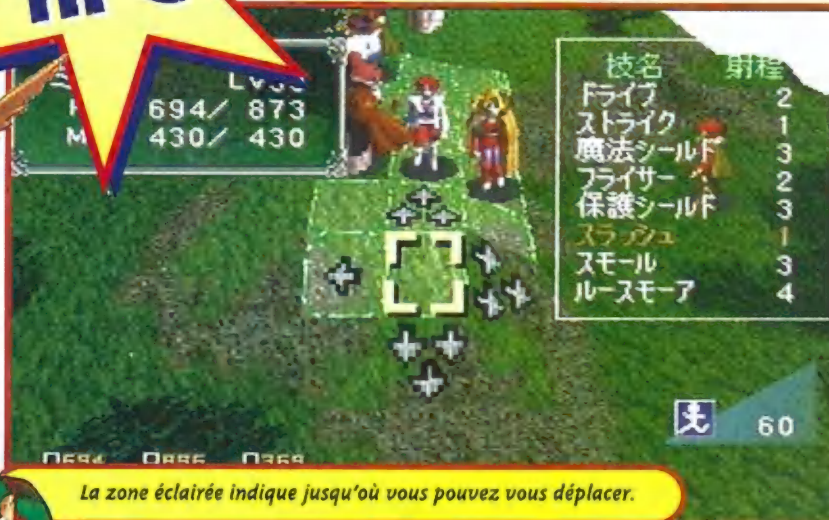 694/ 873
430/ 430
技名 射程
Fライブ 2
ストライク 1
魔法シールド 3
フライサー 2
保護シールド 3
スラッシュ 1
スモール 3
ルースモーア 4
60
La zone éclairée indique jusqu'où vous pouvez vous déplacer.